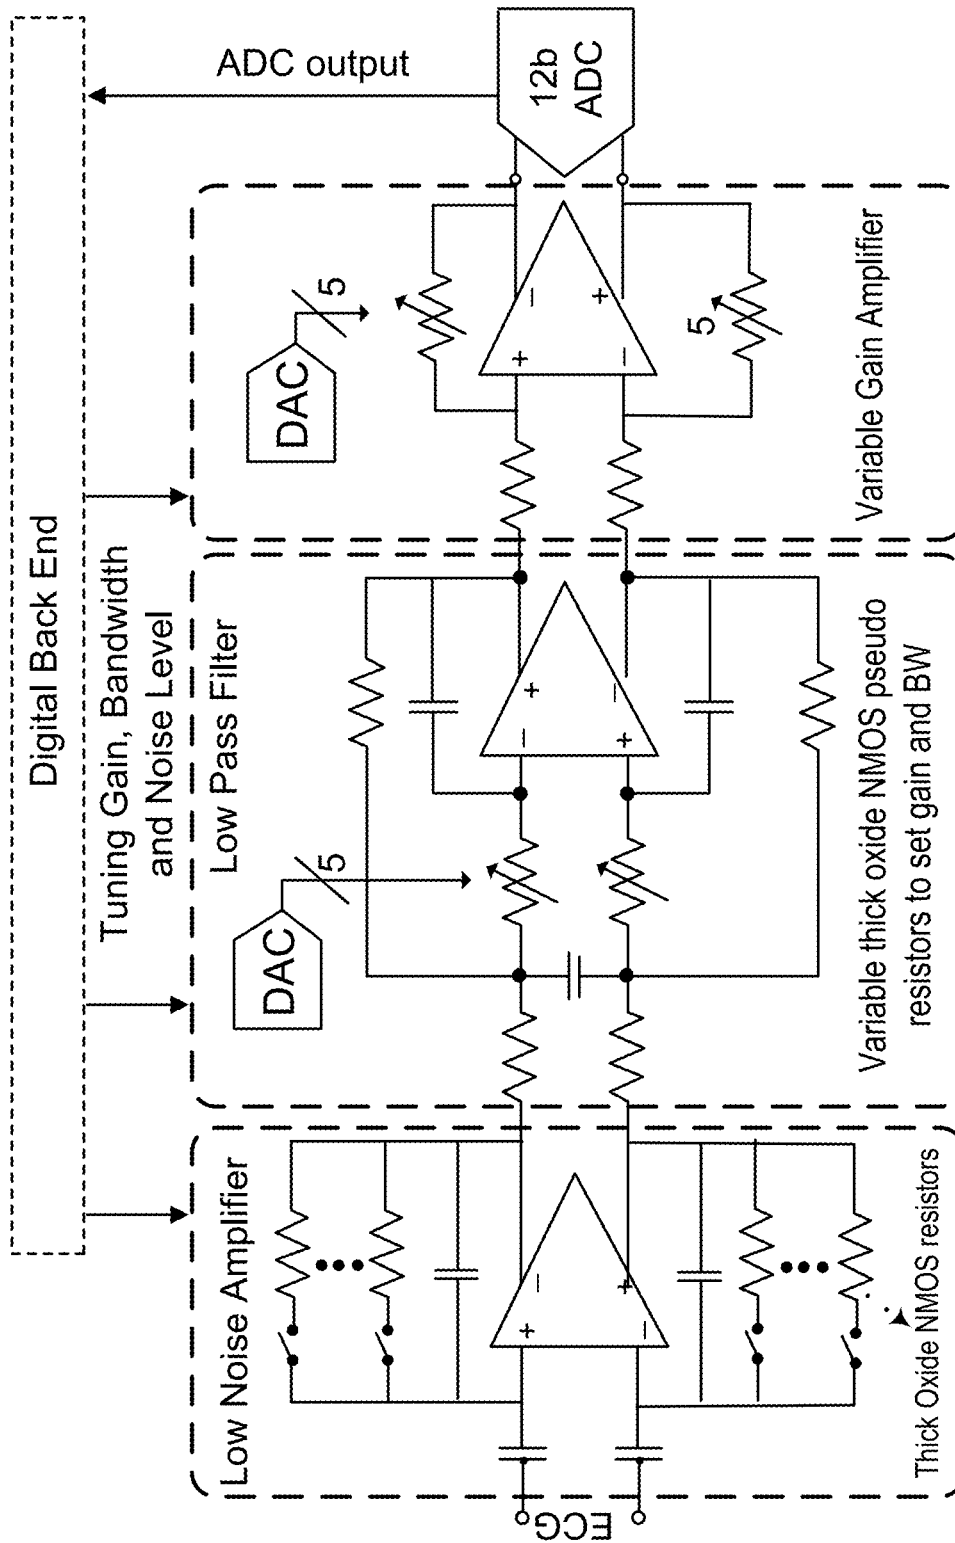 Digital Back End
Tuning Gain, Bandwidth
and Noise Level
ADC output
12b
ADC
Low Noise Amplifier
+
−
−
+
ECG
Thick Oxide NMOS resistors
Low Pass Filter
DAC
5
−
+
+
−
Variable thick oxide NMOS pseudo
resistors to set gain and BW
DAC
5
+
−
−
+
5
Variable Gain Amplifier